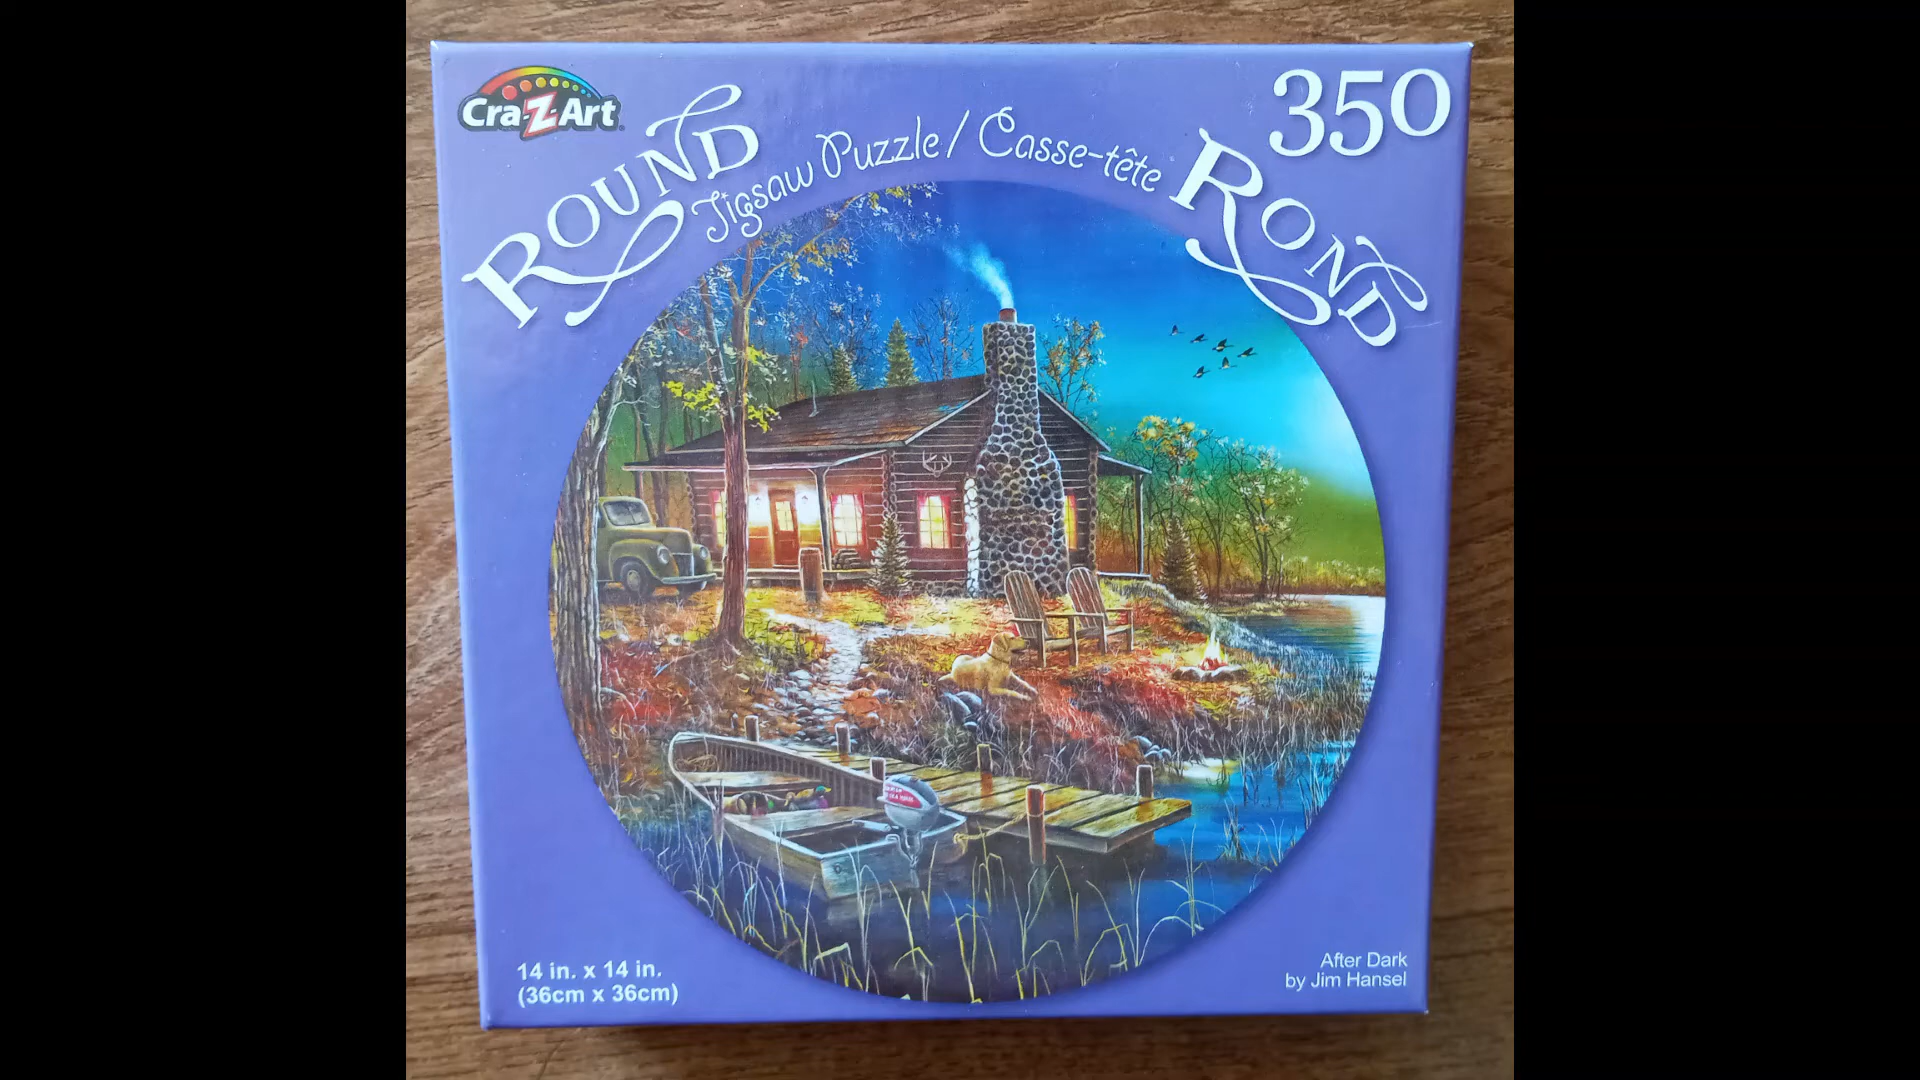 Cra-Z-Art
ROUND
Jigsaw Puzzle / Casse-tête
ROND
350
14 in. x 14 in.
(36cm x 36cm)
After Dark
by Jim Hansel